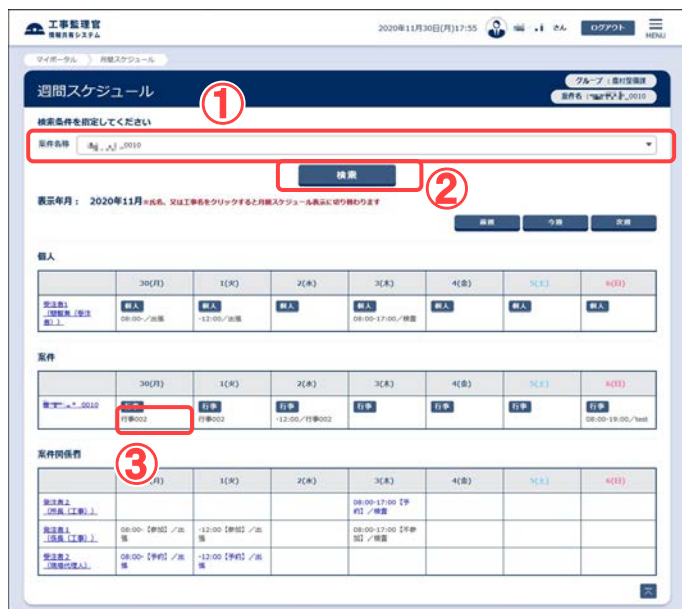 工事監理官
情報共有システム
2020年11月30日(月)17:55
さん
ログアウト
MENU
マイポータル
月間スケジュール
週間スケジュール
グループ：農村整備課
案件名：
_0010
①
検索条件を指定してください
案件名称
_0010
検索
②
表示年月： 2020年11月 ※氏名、又は工事名をクリックすると月間スケジュール表示に切り替わります
前週
今週
次週
個人
30(月) 1(火) 2(水) 3(木) 4(金) 5(土) 6(日)
受注者1 個人 個人 個人 個人 個人 個人 個人
（閲覧無（受注 08:00-／出張 -12:00／出張 08:00-17:00／検査
者））
案件
30(月) 1(火) 2(水) 3(木) 4(金) 5(土) 6(日)
_0010 行事 行事 行事 行事 行事 行事 行事
行事002 行事002 -12:00／行事002 08:00-19:00／test
案件関係者
③
(月) 1(火) 2(水) 3(木) 4(金) 5(土) 6(日)
発注者2 08:00-17:00【予
（所長（工事）） 約】／検査
発注者1 08:00-【参加】／出 -12:00【参加】／出 08:00-17:00【不参
（係長（工事）） 張 張 加】／検査
受注者2 08:00-【予約】／出 -12:00【予約】／出
（現場代理人） 張 張